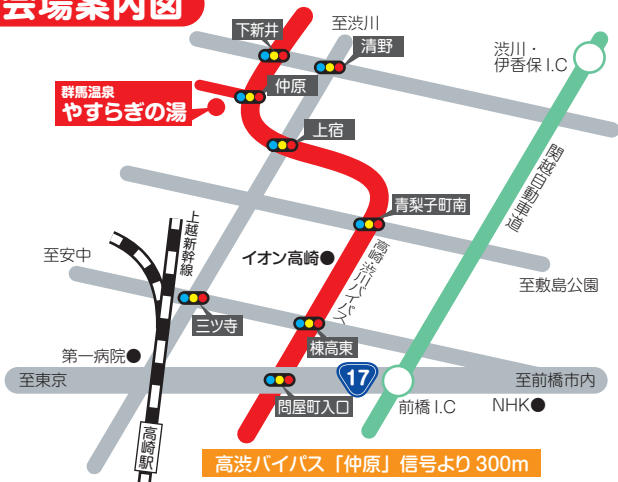 会場案内図
下新井
至渋川
清野
渋川・
伊香保 I.C
群馬温泉
やすらぎの湯
仲原
上宿
関越自動車道
青梨子町南
上越新幹線
高崎・渋川バイパス
至安中
イオン高崎●
至敷島公園
三ツ寺
棟高東
第一病院●
至東京
17
至前橋市内
問屋町入口
前橋 I.C
NHK●
高崎駅
高渋バイパス「仲原」信号より 300m